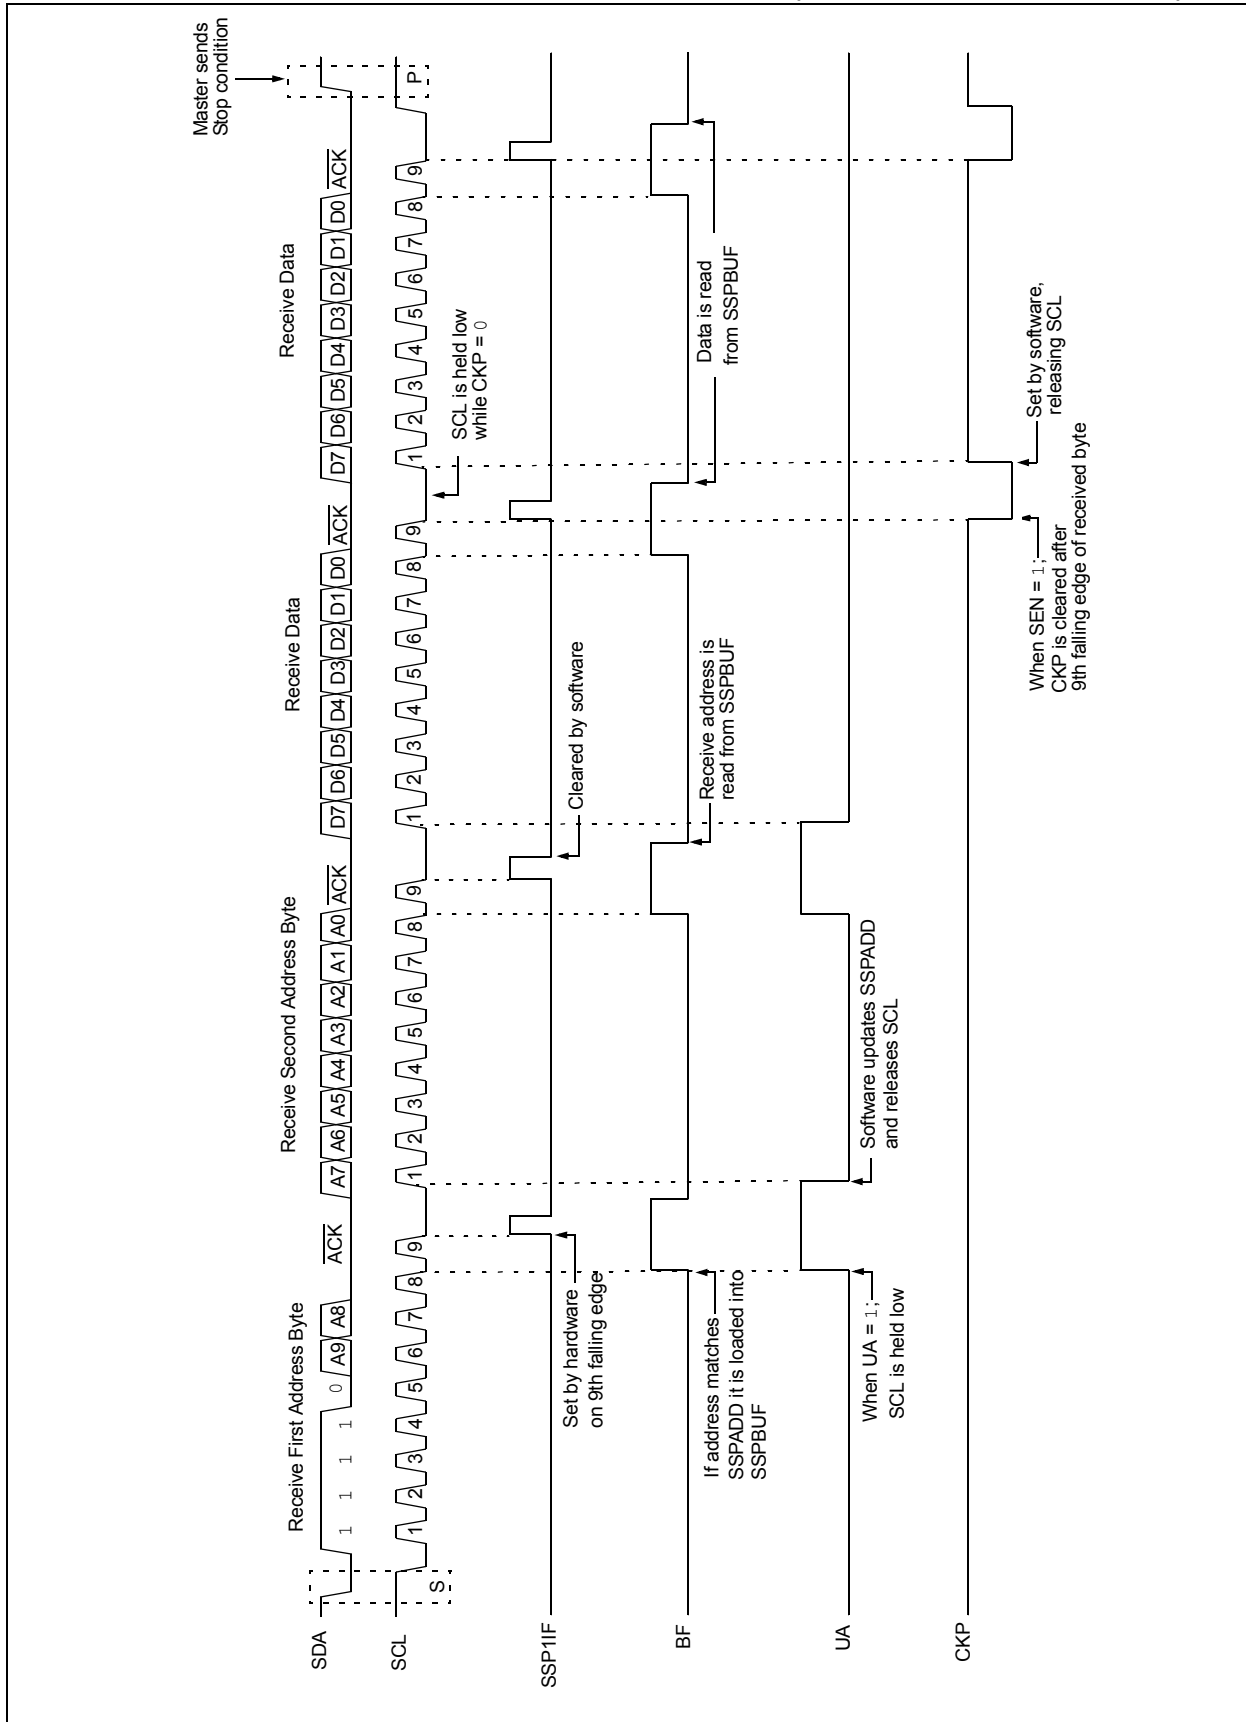 Master sends
Stop condition
Receive First Address Byte
Receive Second Address Byte
Receive Data
Receive Data
SDA
1 1 1 1 0 A9 A8 ACK A7 A6 A5 A4 A3 A2 A1 A0 ACK D7 D6 D5 D4 D3 D2 D1 D0 ACK D7 D6 D5 D4 D3 D2 D1 D0 ACK
SCL
S 1 2 3 4 5 6 7 8 9 1 2 3 4 5 6 7 8 9 1 2 3 4 5 6 7 8 9 1 2 3 4 5 6 7 8 9 P
SCL is held low
while CKP = 0
SSP1IF
Set by hardware
on 9th falling edge
Cleared by software
BF
If address matches
SSPADD it is loaded into
SSPBUF
Receive address is
read from SSPBUF
Data is read
from SSPBUF
UA
When UA = 1;
SCL is held low
Software updates SSPADD
and releases SCL
CKP
When SEN = 1;
CKP is cleared after
9th falling edge of received byte
Set by software,
releasing SCL